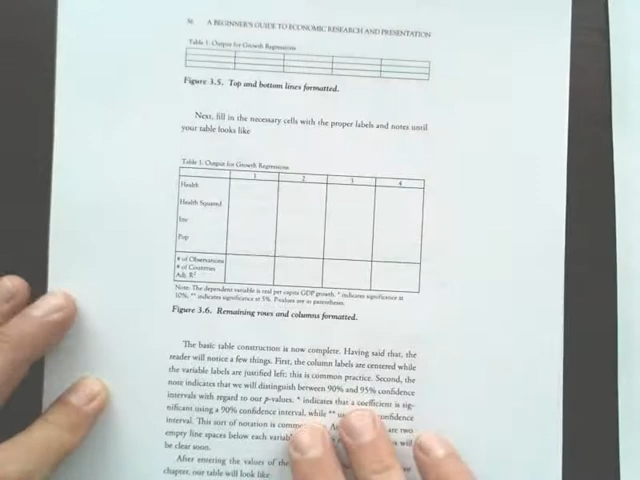 A BEGINNER'S GUIDE TO ECONOMIC RESEARCH AND PRESENTATION
Table 1: Output for Growth Regressions
Figure 3.5. Top and bottom lines formatted.
Next, fill in the necessary cells with the proper labels and notes until
your table looks like
Table 1: Output for Growth Regressions
1 2 3 4
Health
Health Squared
Inv
Pop
# of Observations
# of Countries
Adj. R²
Note: The dependent variable is real per capita GDP growth. * indicates significance at
10%, ** indicates significance at 5%. P-values are in parentheses.
Figure 3.6. Remaining rows and columns formatted.
The basic table construction is now complete. Having said that, the
reader will notice a few things. First, the column labels are centered while
the variable labels are justified left; this is common practice. Second, the
note indicates that we will distinguish between 90% and 95% confidence
intervals with regard to our p-values. * indicates that a coefficient is sig-
nificant using a 90% confidence interval, while ** confidence
interval. This sort of notation is are two
empty line spaces below each will
be clear soon.
After entering the values of the
chapter, our table will look like